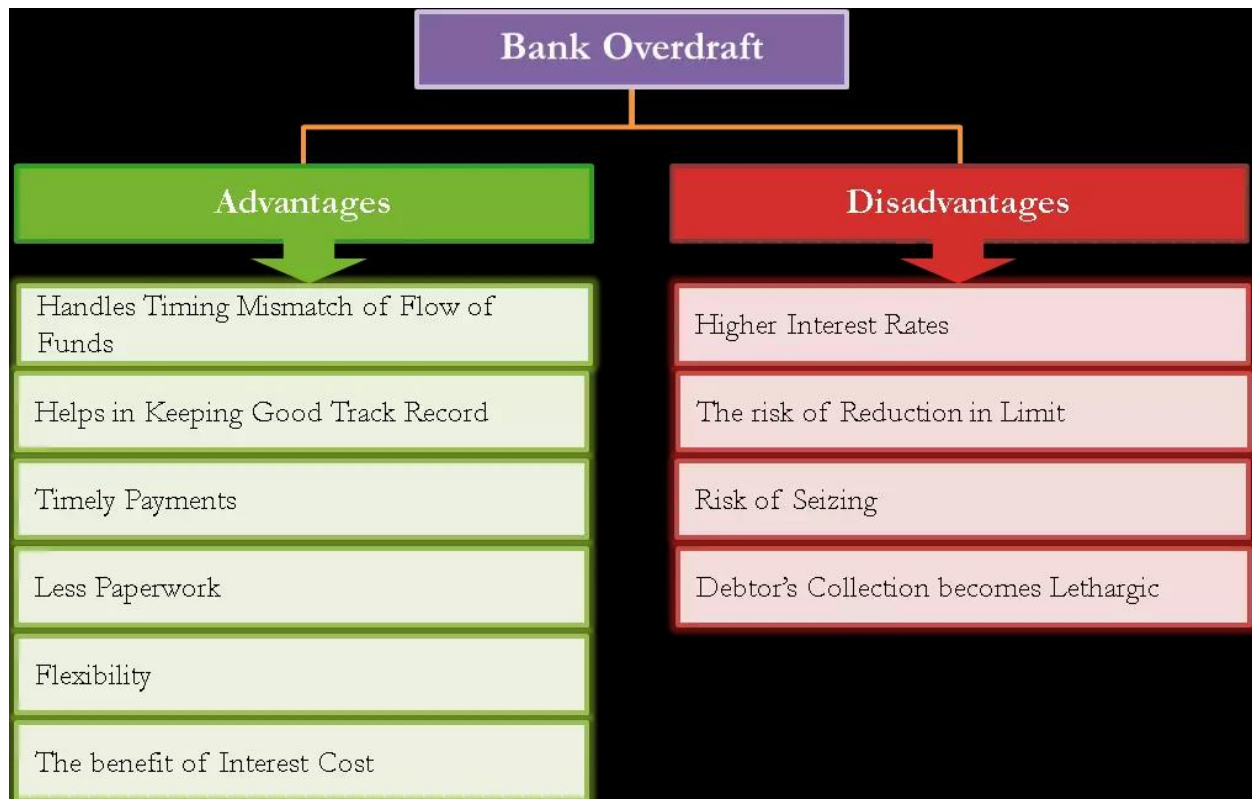 Bank Overdraft
Advantages
Handles Timing Mismatch of Flow of
Funds
Helps in Keeping Good Track Record
Timely Payments
Less Paperwork
Flexibility
The benefit of Interest Cost
Disadvantages
Higher Interest Rates
The risk of Reduction in Limit
Risk of Seizing
Debtor's Collection becomes Lethargic